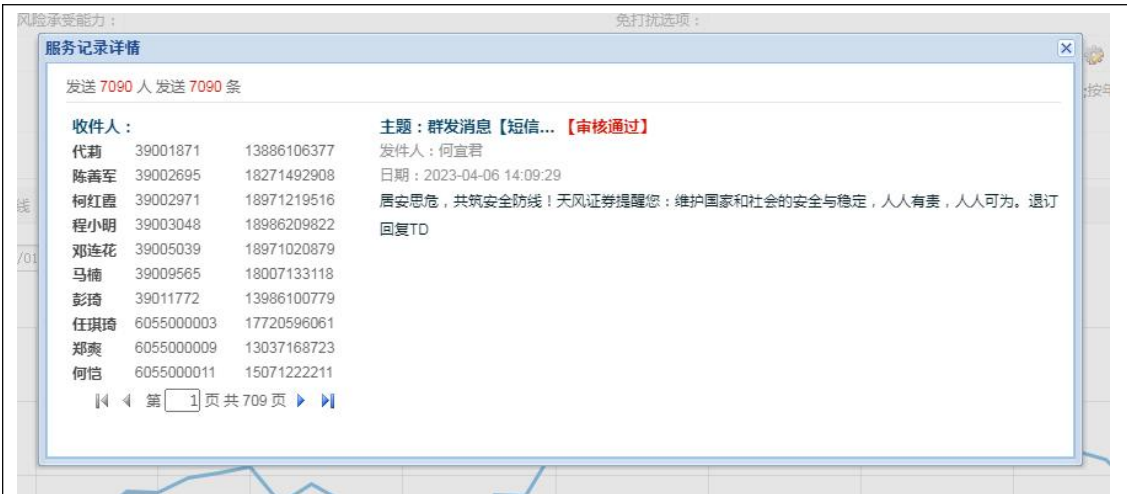 风险承受能力：
免打扰选项：
服务记录详情
发送 7090 人 发送 7090 条
收件人：
代莉 39001871 13886106377
陈善军 39002695 18271492908
柯红霞 39002971 18971219516
程小明 39003048 18986209822
邓连花 39005039 18971020879
马楠 39009565 18007133118
彭琦 39011772 13986100779
任琪琦 6055000003 17720596061
郑爽 6055000009 13037168723
何恺 6055000011 15071222211
第 1 页 共 709 页
主题：群发消息【短信... 【审核通过】
发件人：何宜君
日期：2023-04-06 14:09:29
居安思危，共筑安全防线！天风证券提醒您：维护国家和社会的安全与稳定，人人有责，人人可为。退订
回复TD
:按年
线
/01